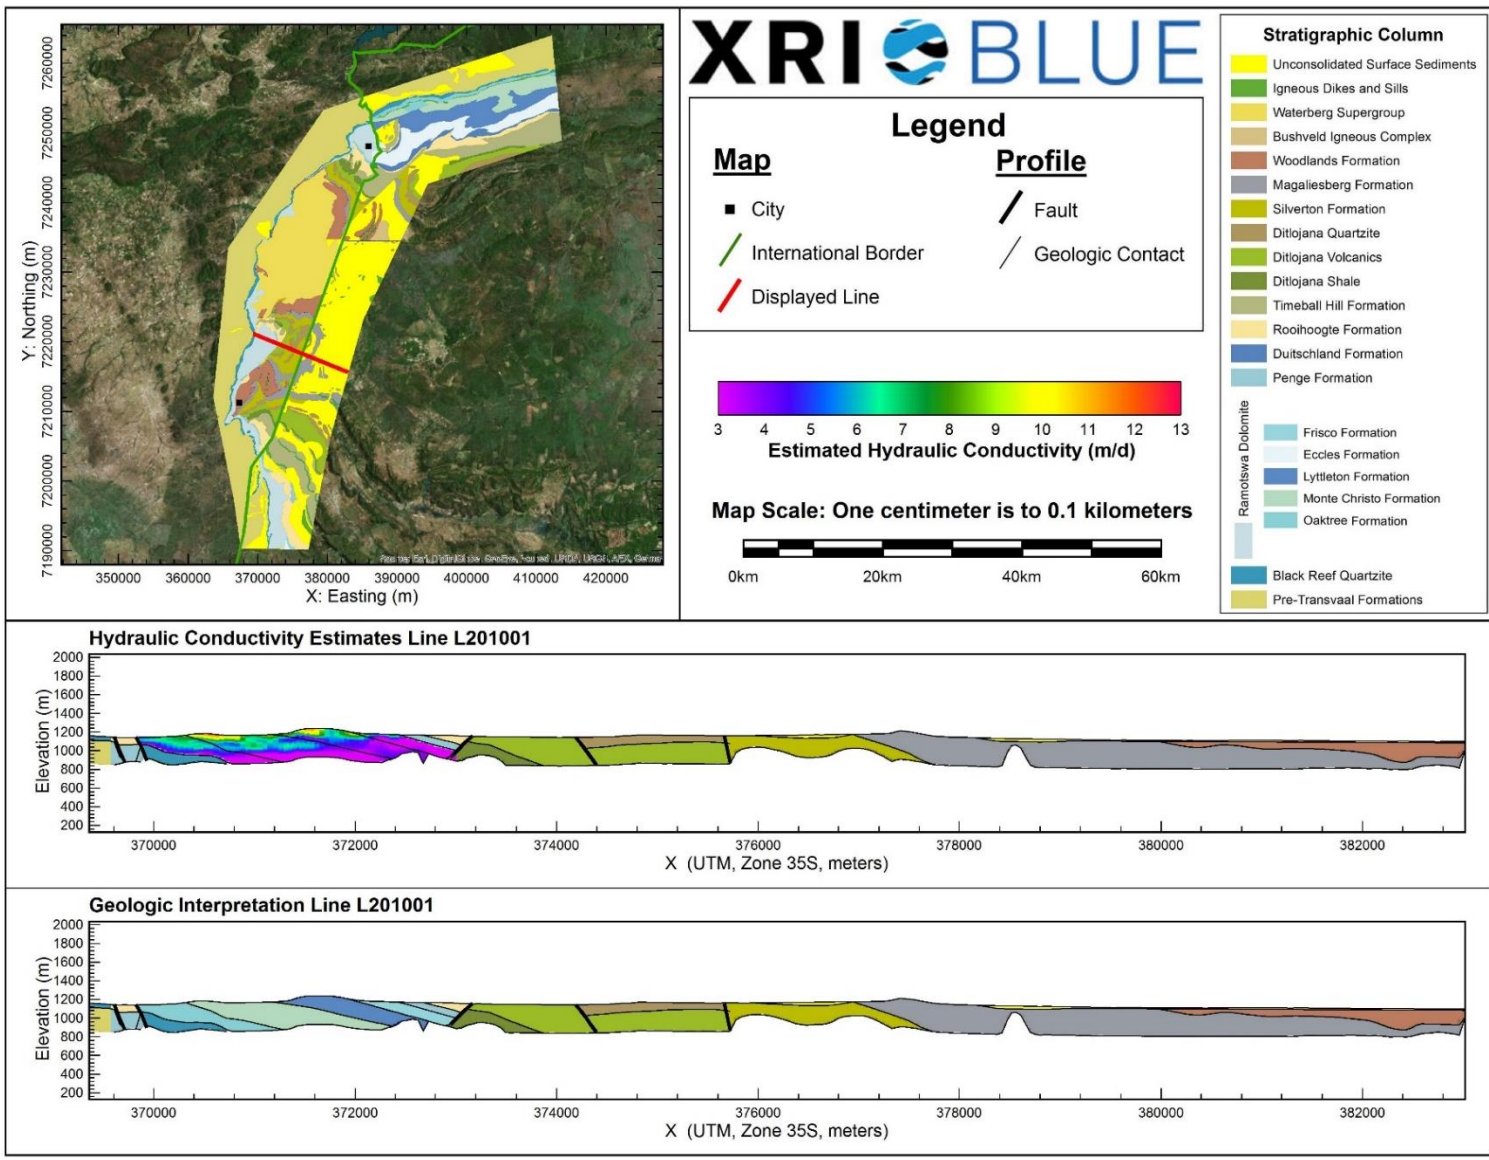 7260000
7250000
7240000
7230000
7220000
7210000
7200000
7190000
Y: Northing (m)
350000 360000 370000 380000 390000 400000 410000 420000
X: Easting (m)
XRI BLUE
Legend
Map
City
International Border
Displayed Line
Profile
Fault
Geologic Contact
3 4 5 6 7 8 9 10 11 12 13
Estimated Hydraulic Conductivity (m/d)
Map Scale: One centimeter is to 0.1 kilometers
0km 20km 40km 60km
Stratigraphic Column
Unconsolidated Surface Sediments
Igneous Dikes and Sills
Waterberg Supergroup
Bushveld Igneous Complex
Woodlands Formation
Magaliesberg Formation
Silverton Formation
Ditlojana Quartzite
Ditlojana Volcanics
Ditlojana Shale
Timeball Hill Formation
Rooihoogte Formation
Duitschland Formation
Penge Formation
Ramotswa Dolomite
Frisco Formation
Eccles Formation
Lyttleton Formation
Monte Christo Formation
Oaktree Formation
Black Reef Quartzite
Pre-Transvaal Formations
Hydraulic Conductivity Estimates Line L201001
Elevation (m)
2000
1800
1600
1400
1200
1000
800
600
400
200
370000 372000 374000 376000 378000 380000 382000
X (UTM, Zone 35S, meters)
Geologic Interpretation Line L201001
Elevation (m)
2000
1800
1600
1400
1200
1000
800
600
400
200
370000 372000 374000 376000 378000 380000 382000
X (UTM, Zone 35S, meters)